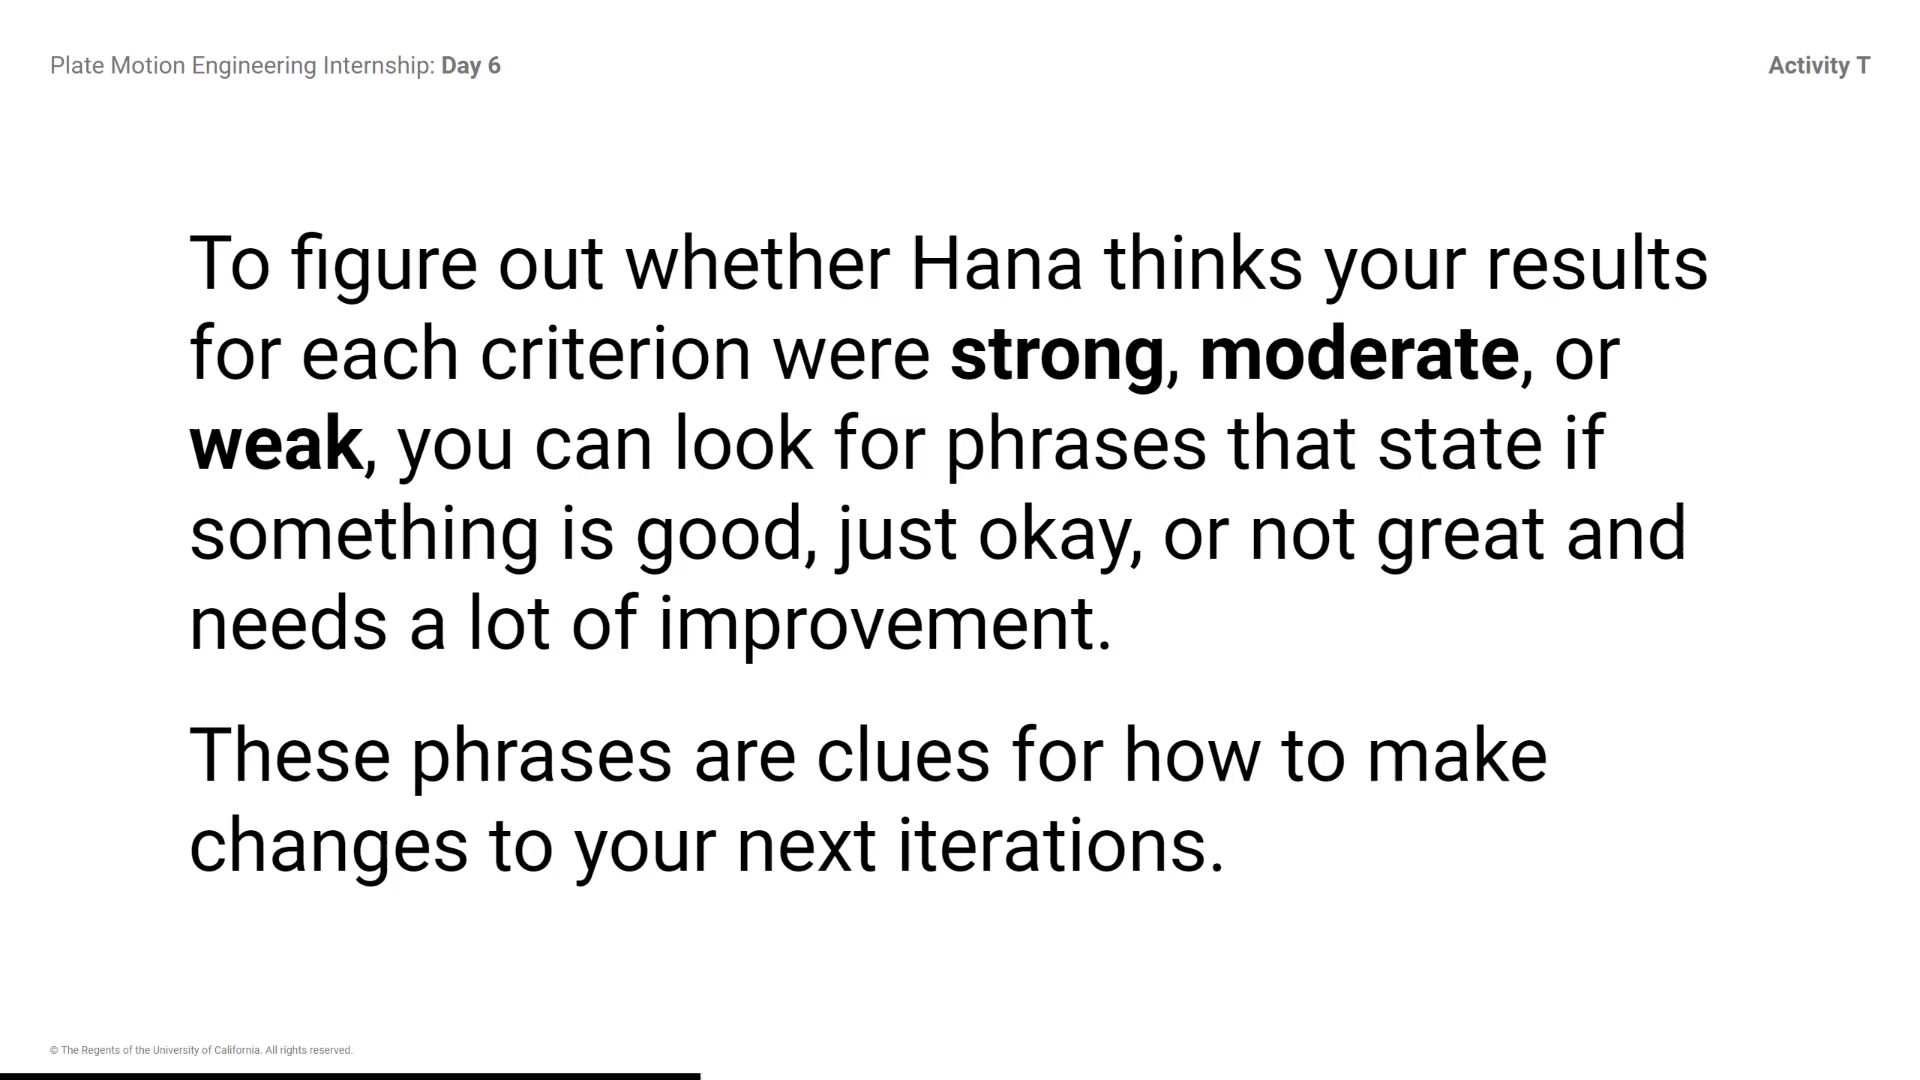 Plate Motion Engineering Internship: Day 6
Activity T
To figure out whether Hana thinks your results
for each criterion were strong, moderate, or
weak, you can look for phrases that state if
something is good, just okay, or not great and
needs a lot of improvement.
These phrases are clues for how to make
changes to your next iterations.
© The Regents of the University of California. All rights reserved.